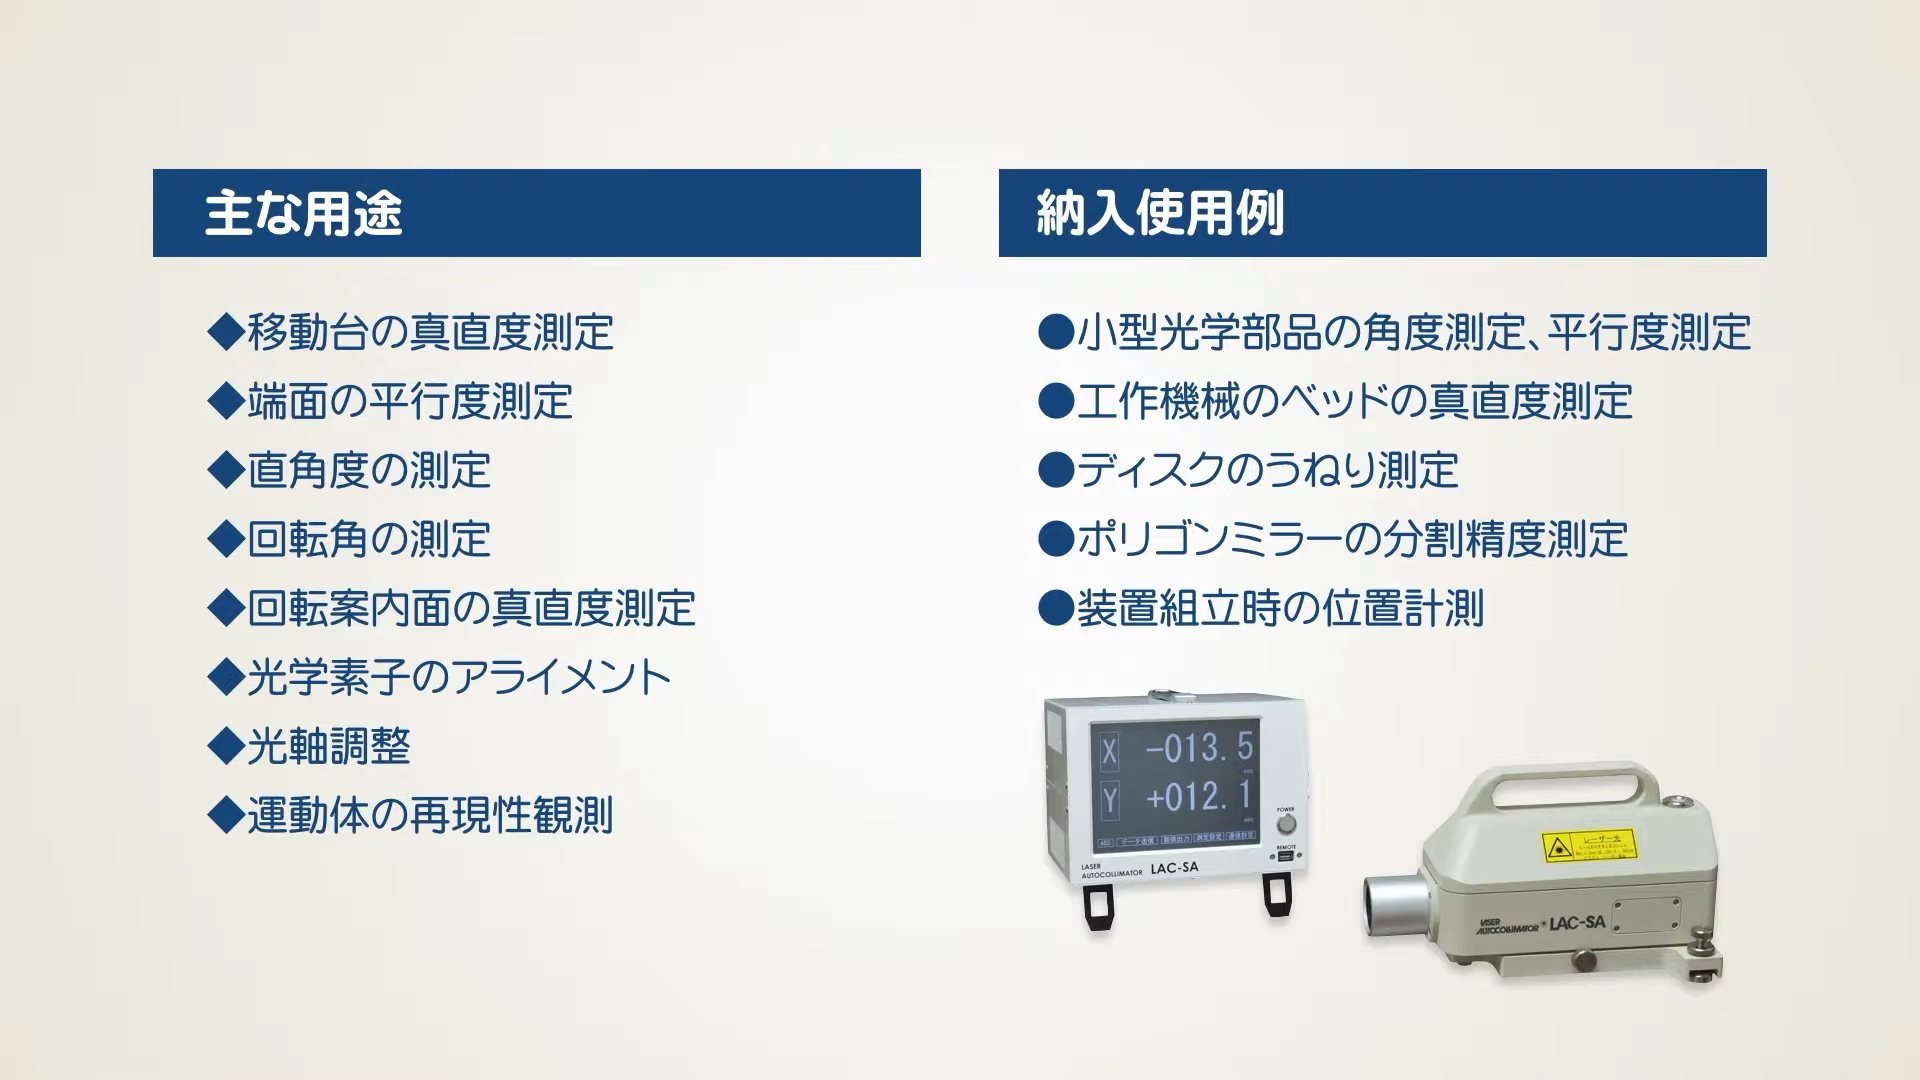 主な用途
◆移動台の真直度測定
◆端面の平行度測定
◆直角度の測定
◆回転角の測定
◆回転案内面の真直度測定
◆光学素子のアライメント
◆光軸調整
◆運動体の再現性観測
納入使用例
●小型光学部品の角度測定、平行度測定
●工作機械のベッドの真直度測定
●ディスクのうねり測定
●ポリゴンミラーの分割精度測定
●装置組立時の位置計測
X -013.5
Y +012.1
POWER
REMOTE
LASER
AUTOCOLLIMATOR LAC-SA
レーザー光
LASER
AUTOCOLLIMATOR LAC-SA